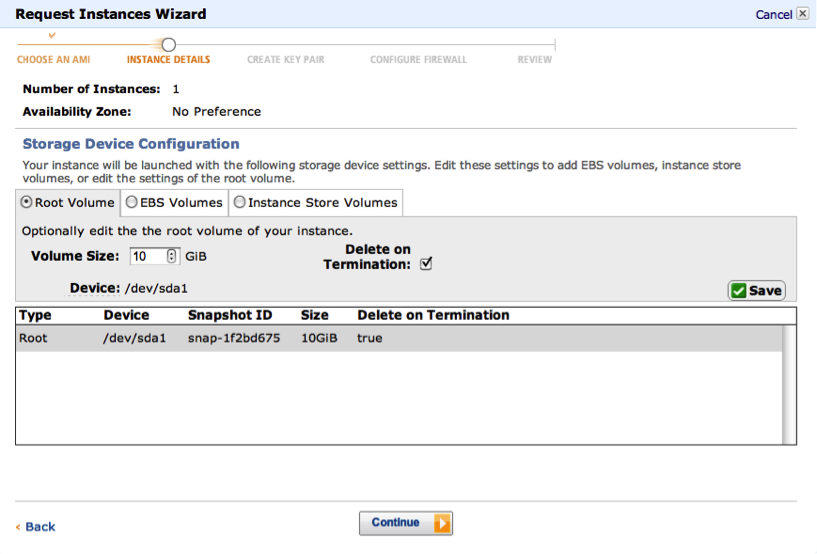 Request Instances Wizard
Cancel
CHOOSE AN AMI INSTANCE DETAILS CREATE KEY PAIR CONFIGURE FIREWALL REVIEW
Number of Instances: 1
Availability Zone: No Preference
Storage Device Configuration
Your instance will be launched with the following storage device settings. Edit these settings to add EBS volumes, instance store
volumes, or edit the settings of the root volume.
Root Volume EBS Volumes Instance Store Volumes
Optionally edit the the root volume of your instance.
Volume Size: 10 GiB
Delete on
Termination:
Device: /dev/sda1
Save
Type Device Snapshot ID Size Delete on Termination
Root /dev/sda1 snap-1f2bd675 10GiB true
Back
Continue